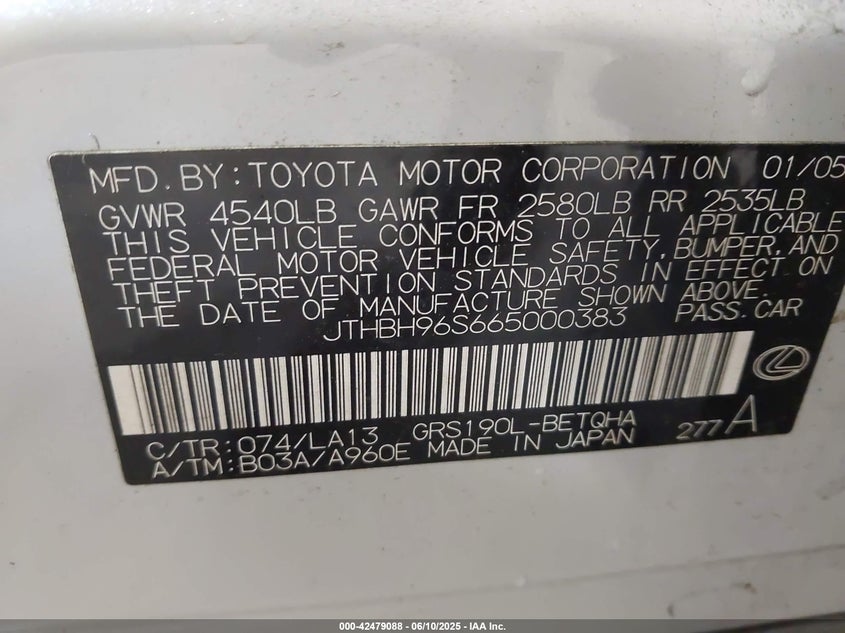 MFD. BY: TOYOTA MOTOR CORPORATION 01/05
GVWR 4540LB GAWR FR 2580LB RR 2535LB
THIS VEHICLE CONFORMS TO ALL APPLICABLE
FEDERAL MOTOR VEHICLE SAFETY, BUMPER, AND
THEFT PREVENTION STANDARDS IN EFFECT ON
THE DATE OF MANUFACTURE SHOWN ABOVE.
JTHBH96S665000383 PASS. CAR
C/TR: 074/LA13 GRS190L-BETQHA 277 A
A/TM: B03A/A960E MADE IN JAPAN
000-42479088 - 06/10/2025 - IAA Inc.